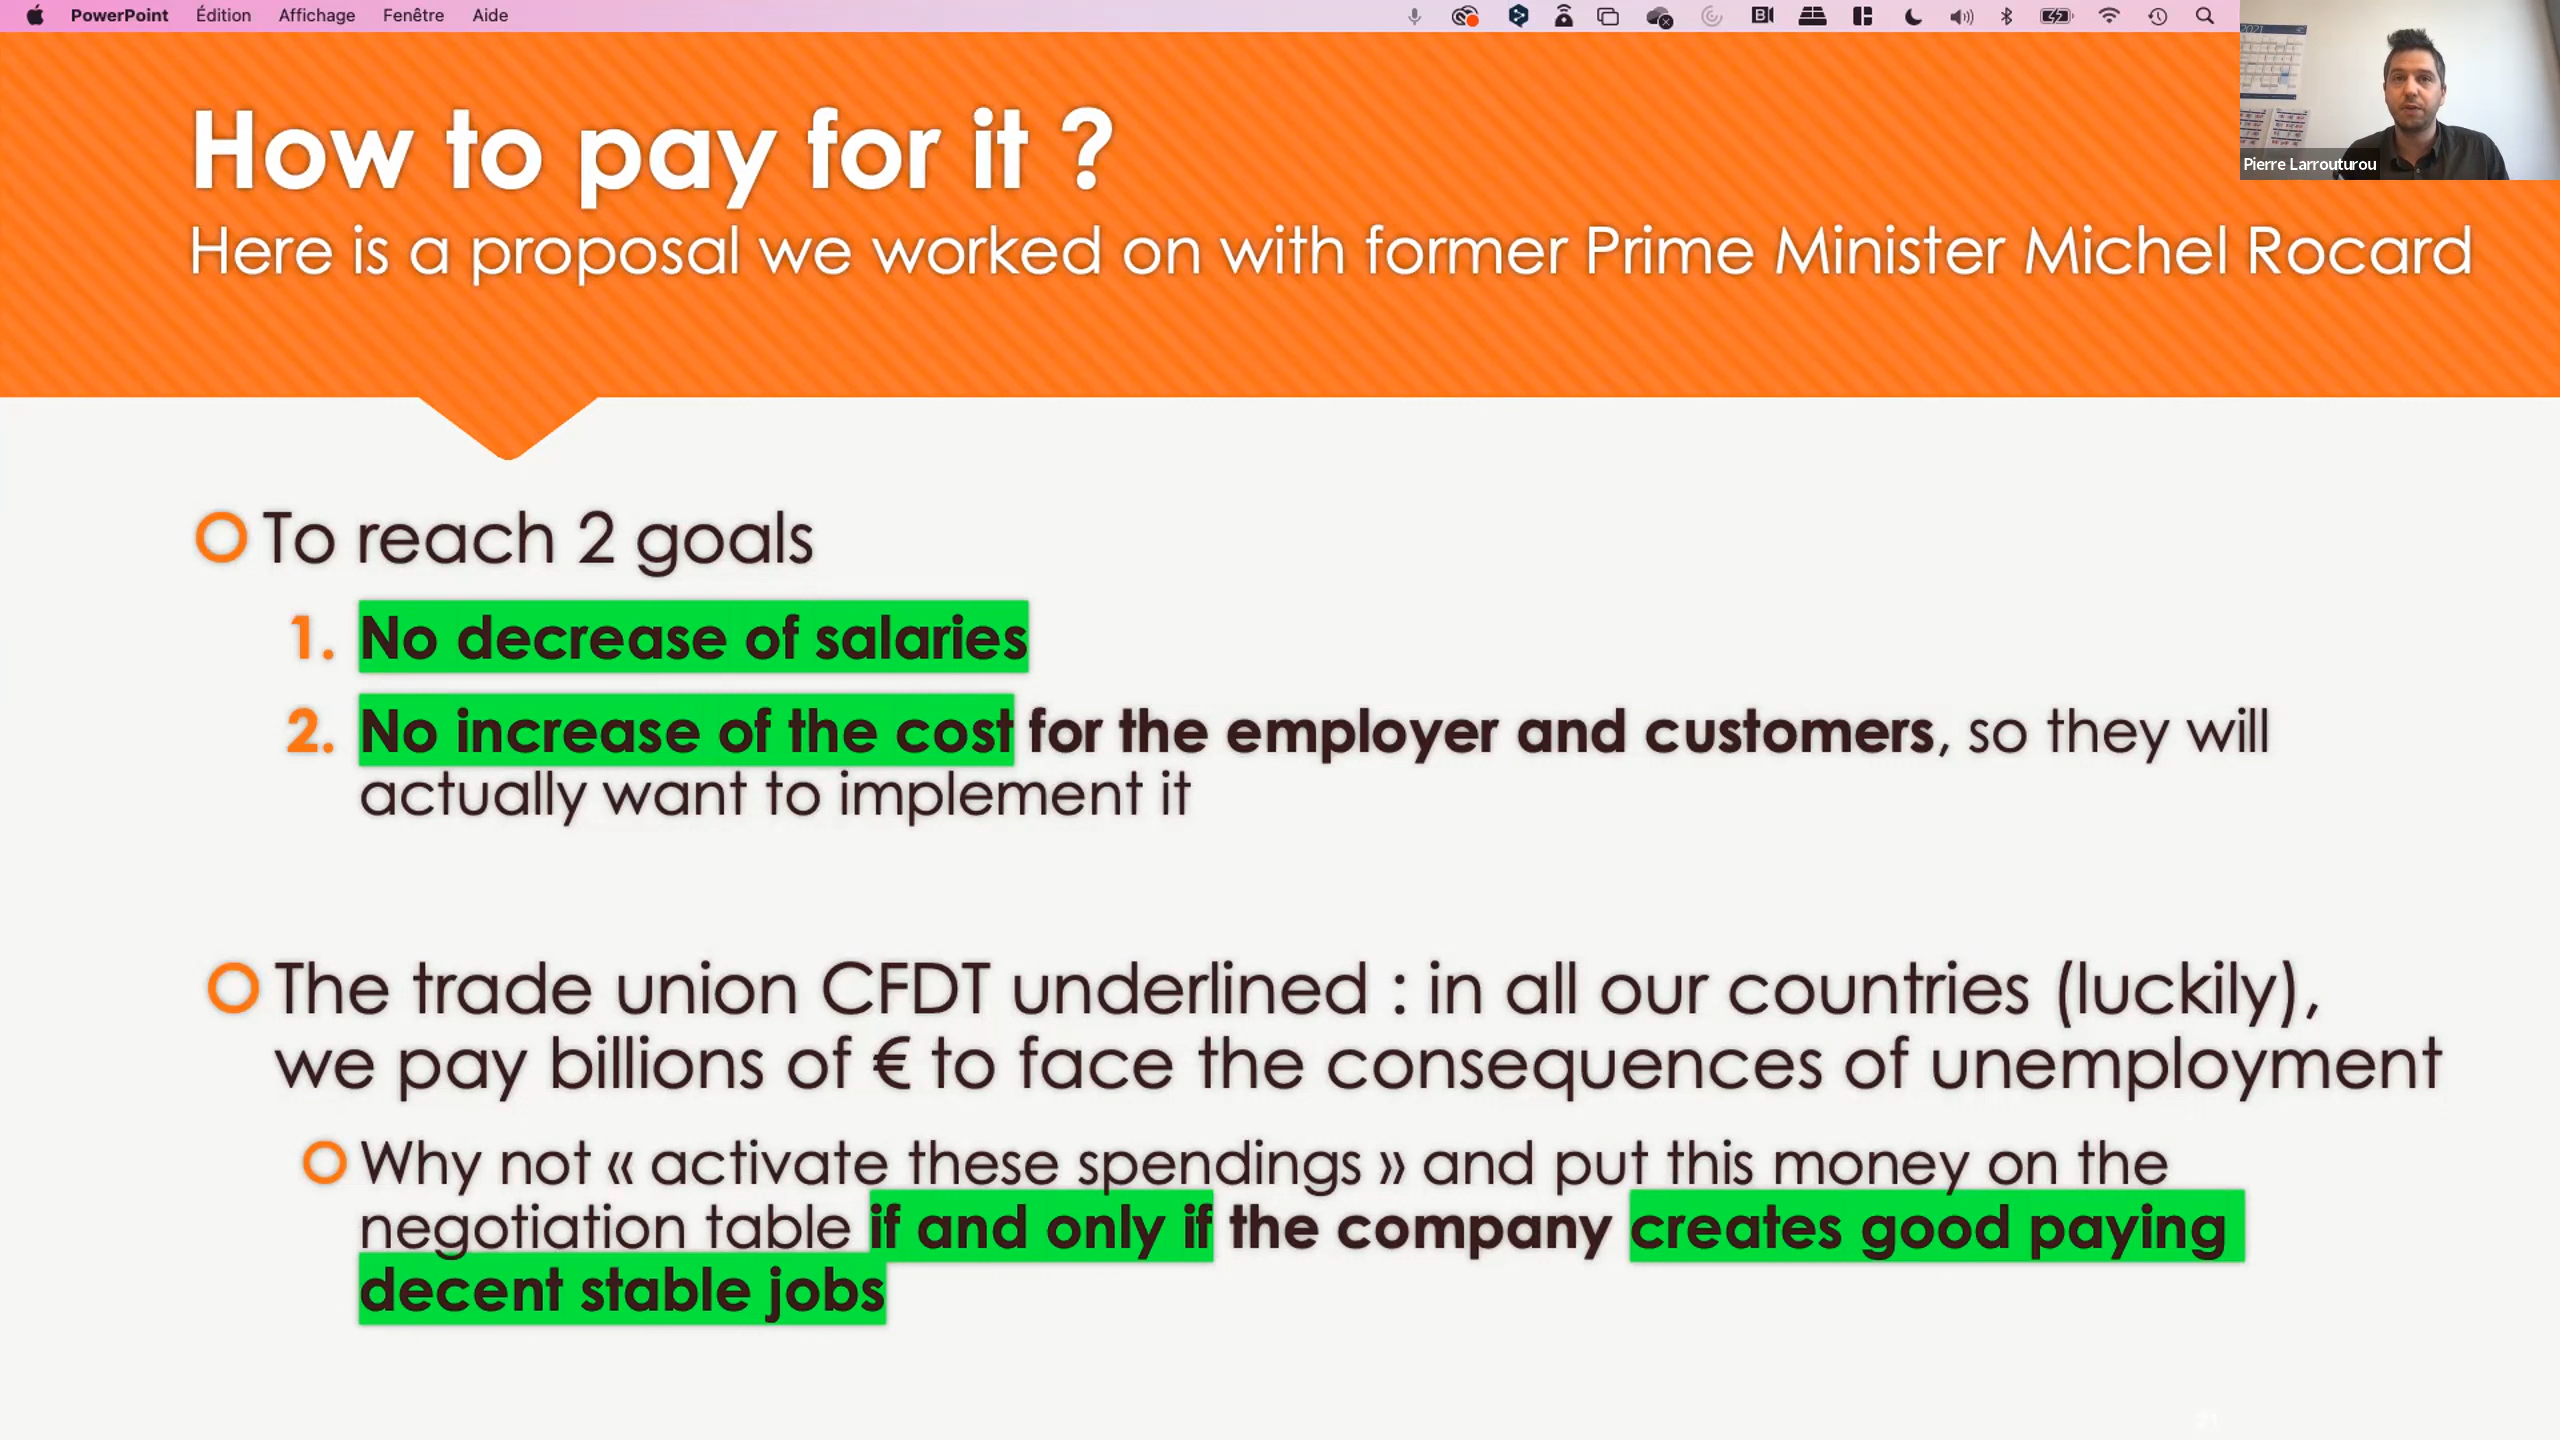 PowerPoint Édition Affichage Fenêtre Aide
2021
Pierre Larrouturou
How to pay for it ?
Here is a proposal we worked on with former Prime Minister Michel Rocard
To reach 2 goals
1. No decrease of salaries
2. No increase of the cost for the employer and customers, so they will
actually want to implement it
The trade union CFDT underlined : in all our countries (luckily),
we pay billions of € to face the consequences of unemployment
Why not « activate these spendings » and put this money on the
negotiation table if and only if the company creates good paying
decent stable jobs